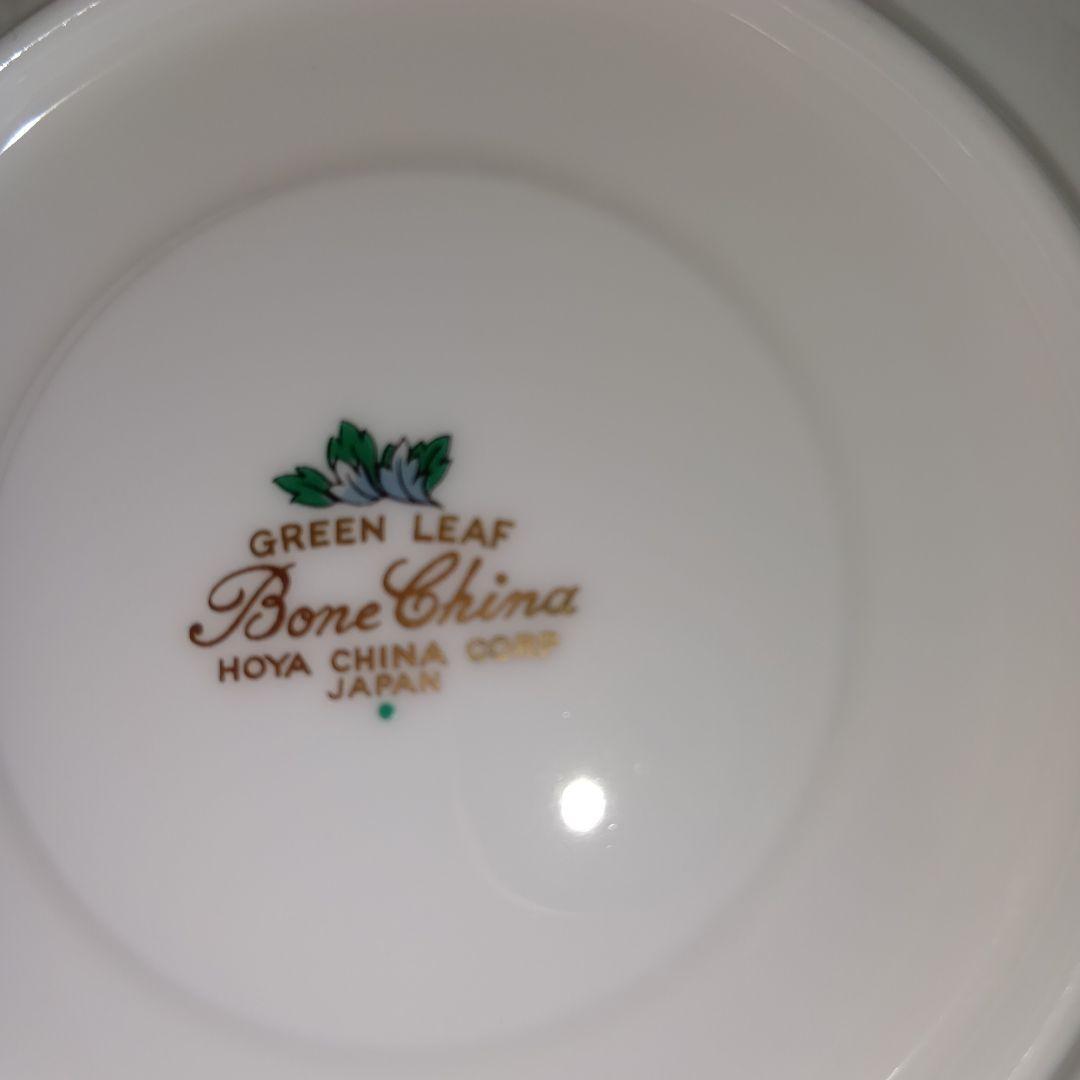 GREEN LEAF
Bone China
HOYA CHINA CORP
JAPAN